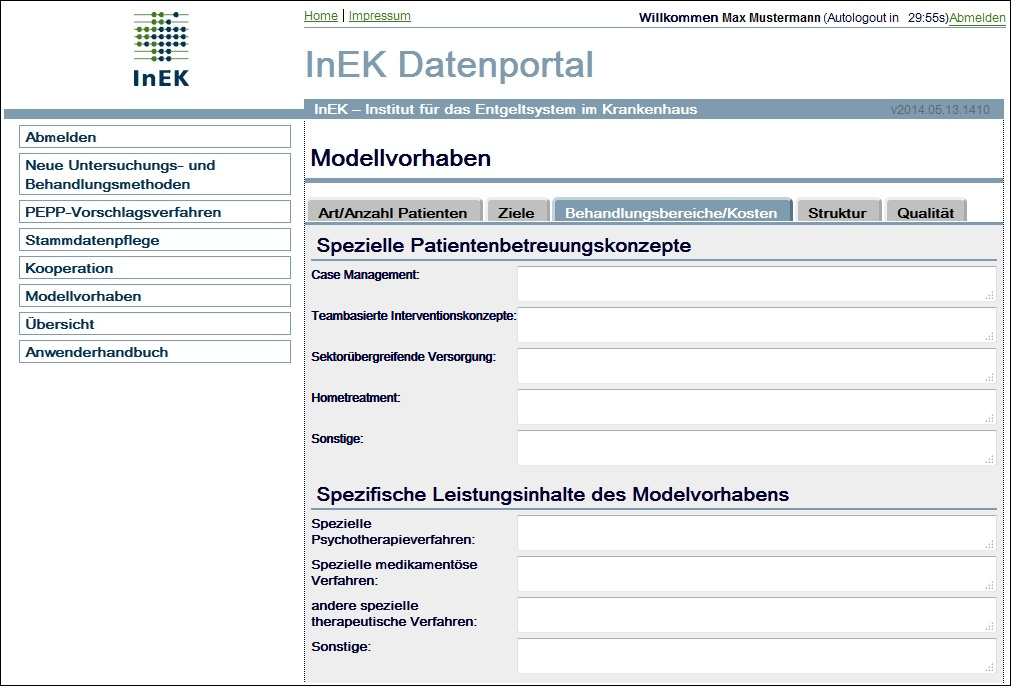 Home | Impressum
Willkommen Max Mustermann (Autologout in 29:55s)Abmelden
InEK
InEK Datenportal
InEK – Institut für das Entgeltsystem im Krankenhaus
v2014.05.13.1410
Abmelden
Neue Untersuchungs- und
Behandlungsmethoden
PEPP-Vorschlagsverfahren
Stammdatenpflege
Kooperation
Modellvorhaben
Übersicht
Anwenderhandbuch
Modellvorhaben
Art/Anzahl Patienten
Ziele
Behandlungsbereiche/Kosten
Struktur
Qualität
Spezielle Patientenbetreuungskonzepte
Case Management:
Teambasierte Interventionskonzepte:
Sektorübergreifende Versorgung:
Hometreatment:
Sonstige:
Spezifische Leistungsinhalte des Modelvorhabens
Spezielle
Psychotherapieverfahren:
Spezielle medikamentöse
Verfahren:
andere spezielle
therapeutische Verfahren:
Sonstige: